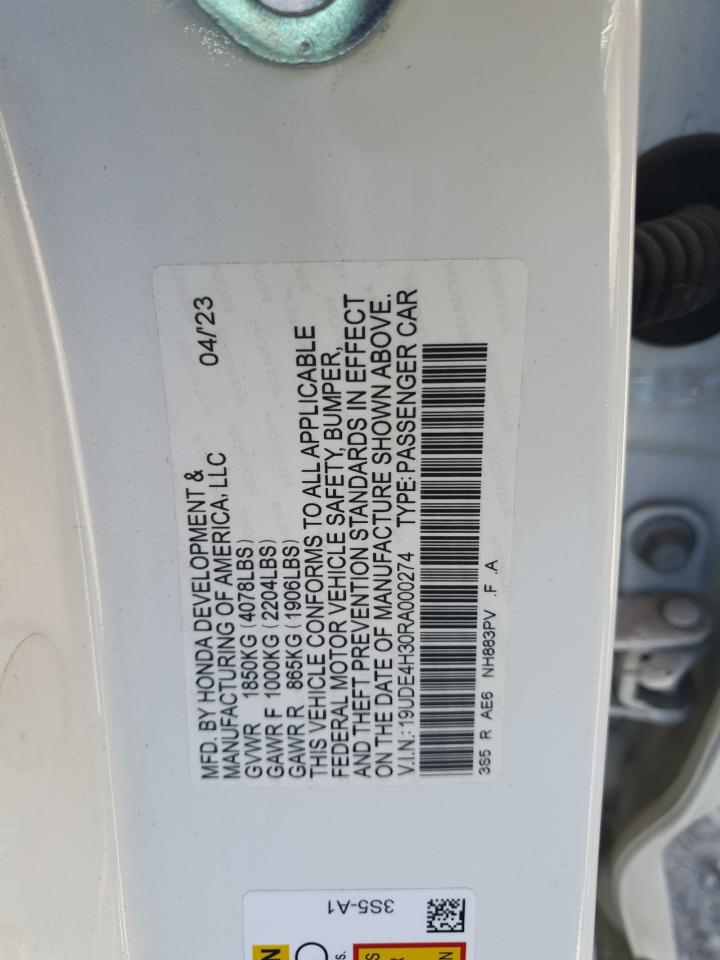 MFD. BY HONDA DEVELOPMENT & 04/'23
MANUFACTURING OF AMERICA, LLC
GVWR 1850KG (4078LBS)
GAWR F 1000KG (2204LBS)
GAWR R 865KG (1906LBS)
THIS VEHICLE CONFORMS TO ALL APPLICABLE
FEDERAL MOTOR VEHICLE SAFETY, BUMPER,
AND THEFT PREVENTION STANDARDS IN EFFECT
ON THE DATE OF MANUFACTURE SHOWN ABOVE.
V.I.N.: 19UDE4H30RA000274 TYPE: PASSENGER CAR
3S5 R AE6 NH883PV .F .A
3S5-A1